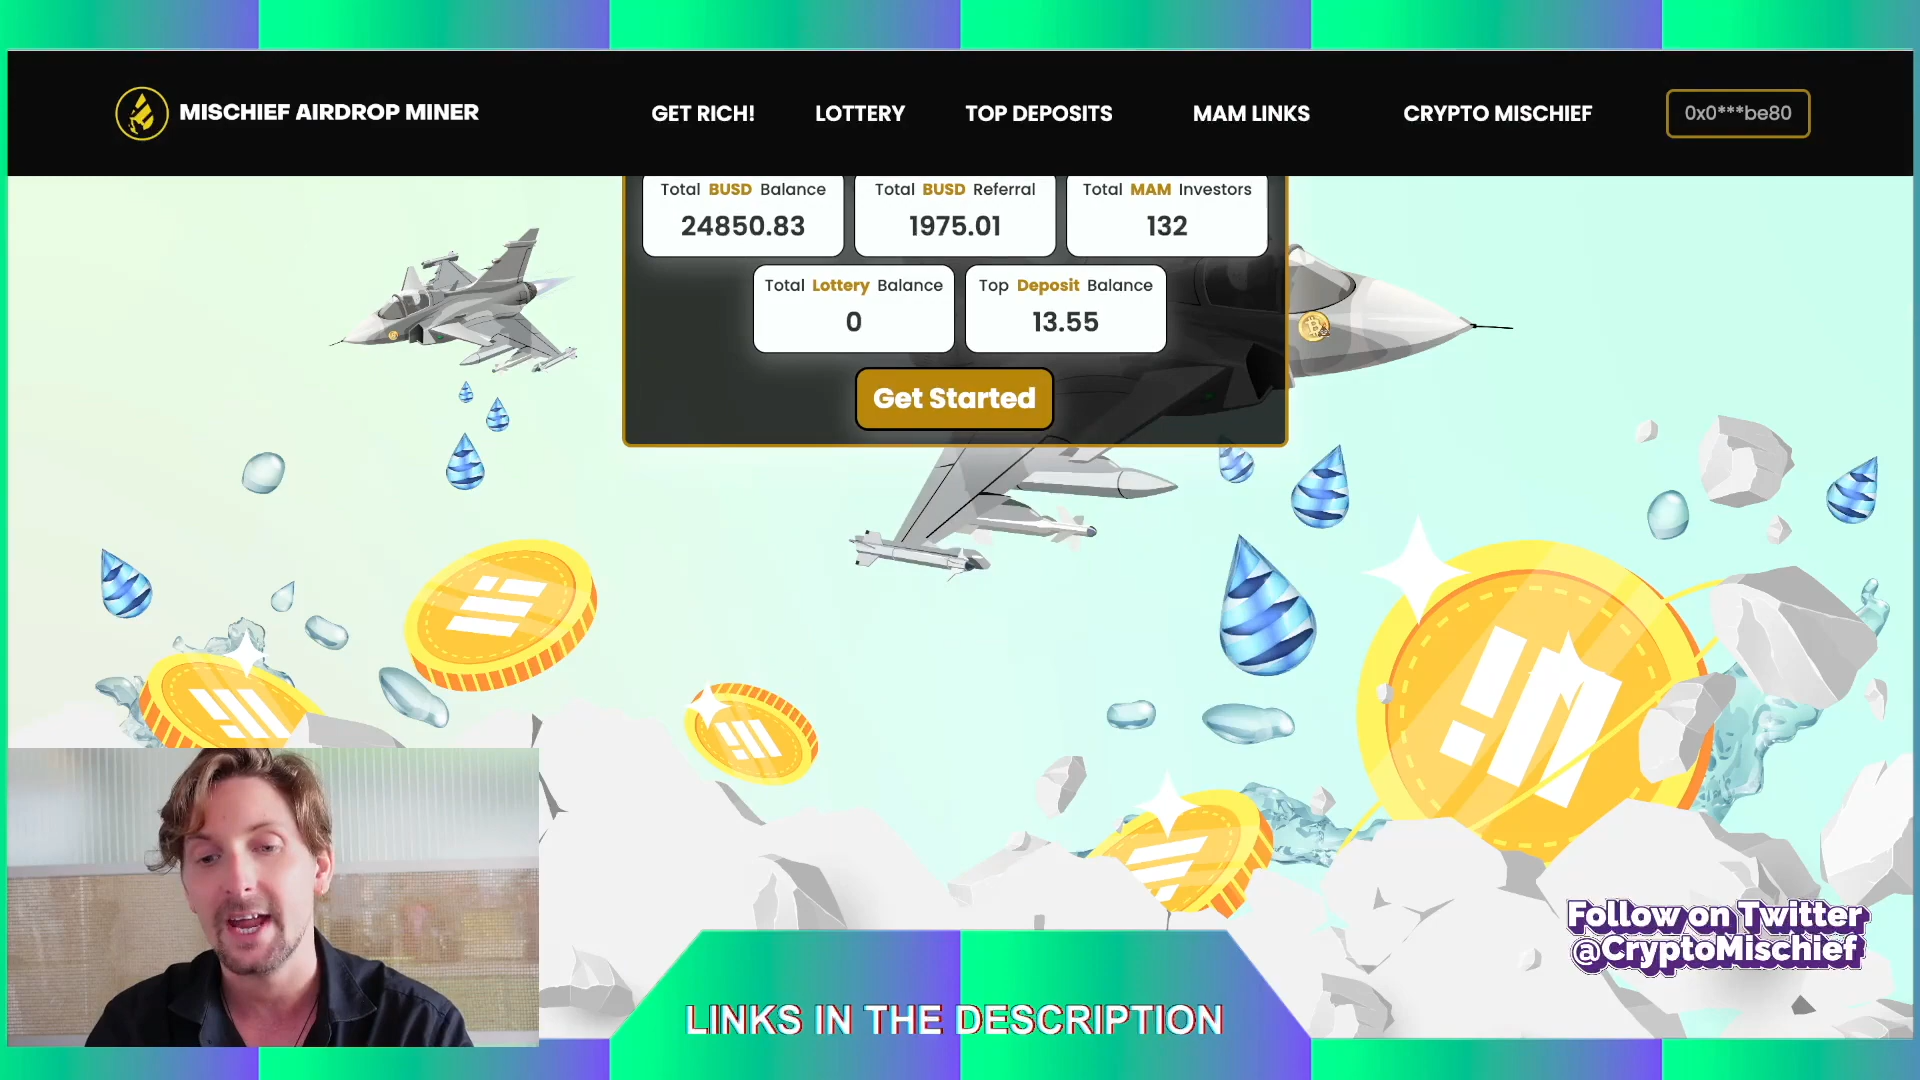 MISCHIEF AIRDROP MINER
GET RICH!
LOTTERY
TOP DEPOSITS
MAM LINKS
CRYPTO MISCHIEF
0x0***be80
Total BUSD Balance
24850.83
Total BUSD Referral
1975.01
Total MAM Investors
132
Total Lottery Balance
0
Top Deposit Balance
13.55
Get Started
Follow on Twitter
@CryptoMischief
LINKS IN THE DESCRIPTION